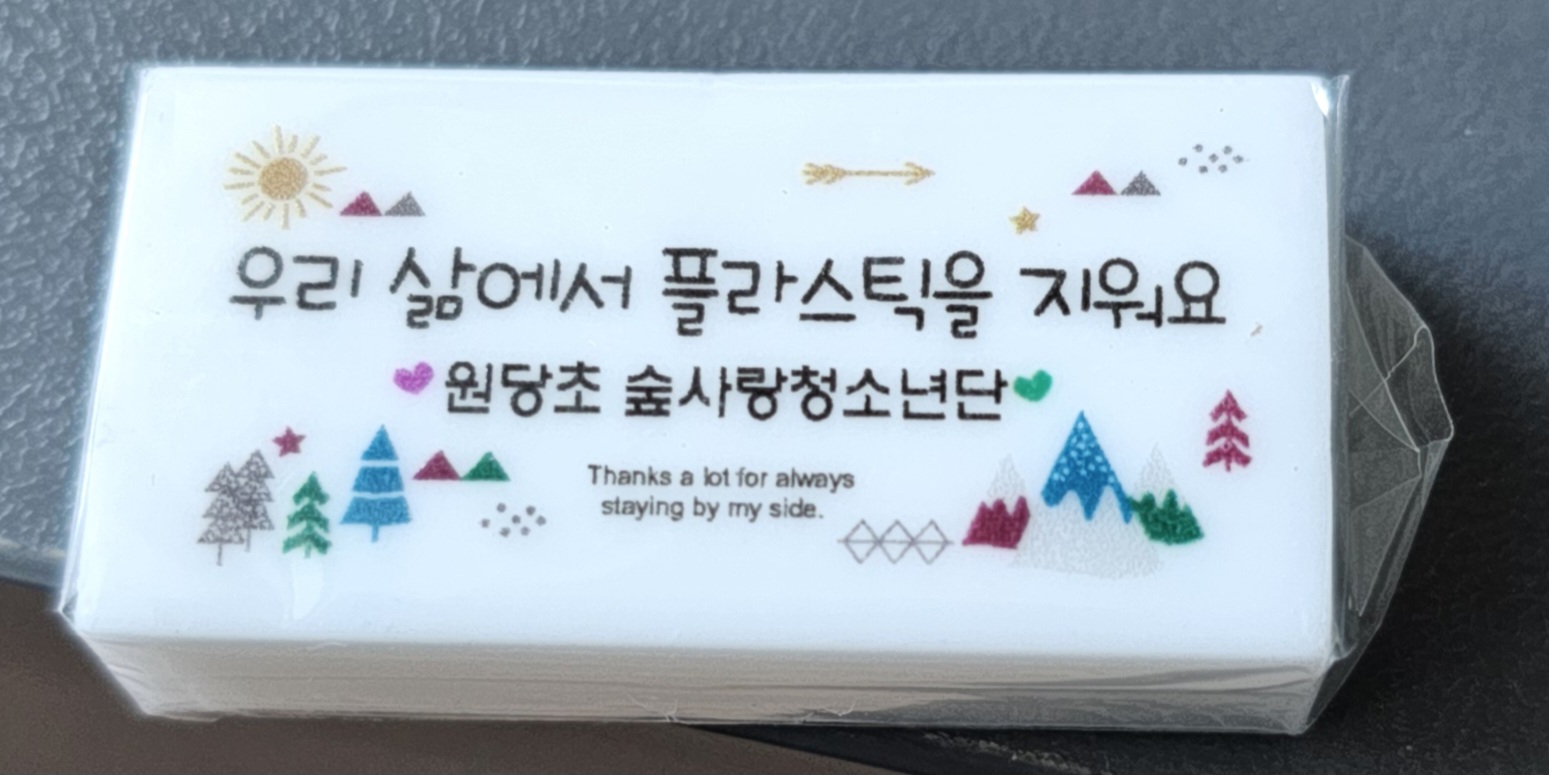 우리 삶에서 플라스틱을 지워요
원당초 숲사랑청소년단
Thanks a lot for always
staying by my side.